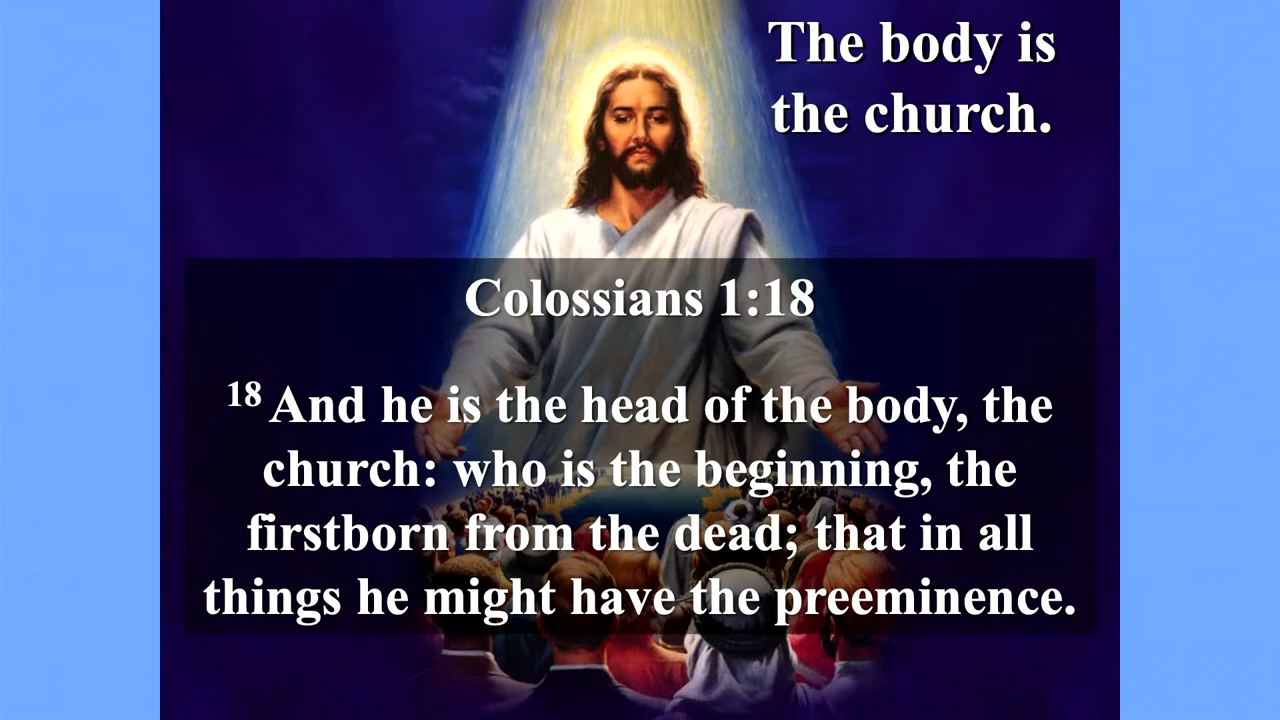 The body is
the church.
Colossians 1:18
18 And he is the head of the body, the
church: who is the beginning, the
firstborn from the dead; that in all
things he might have the preeminence.